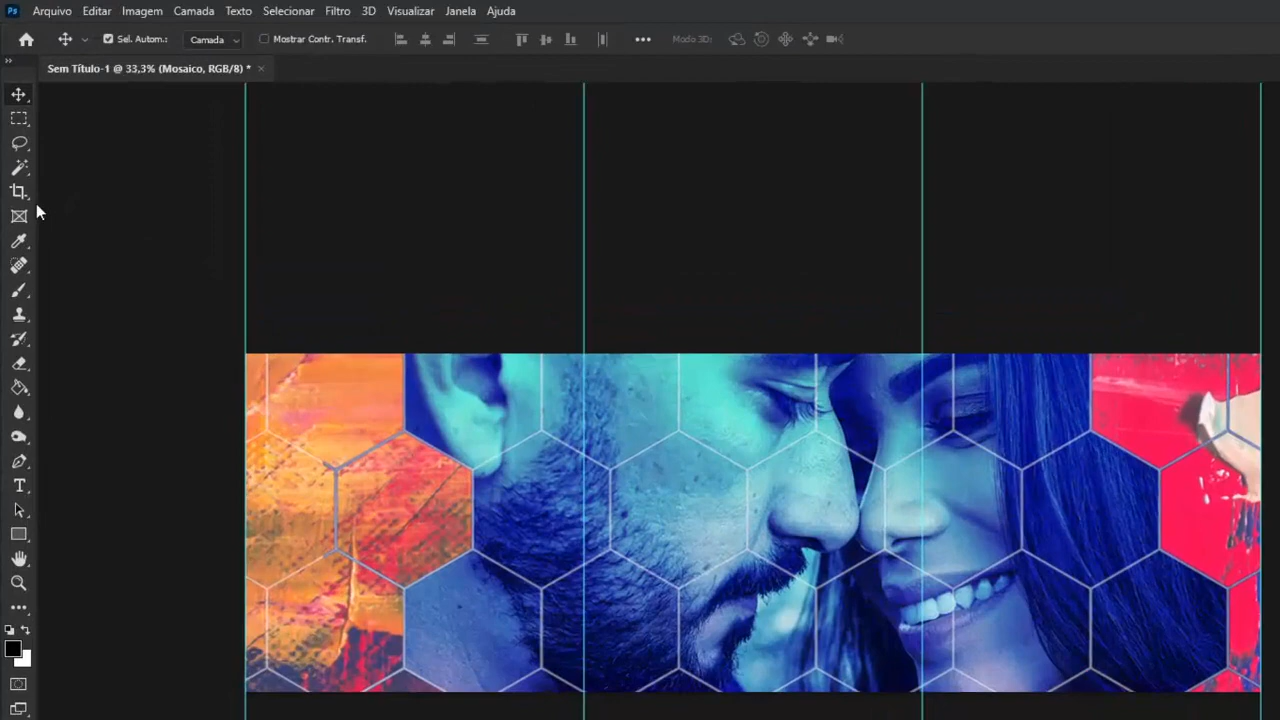 Ps Arquivo Editar Imagem Camada Texto Selecionar Filtro 3D Visualizar Janela Ajuda
Sel. Autom.: Camada Mostrar Contr. Transf. Modo 3D:
Sem Título-1 @ 33,3% (Mosaico, RGB/8) *
T